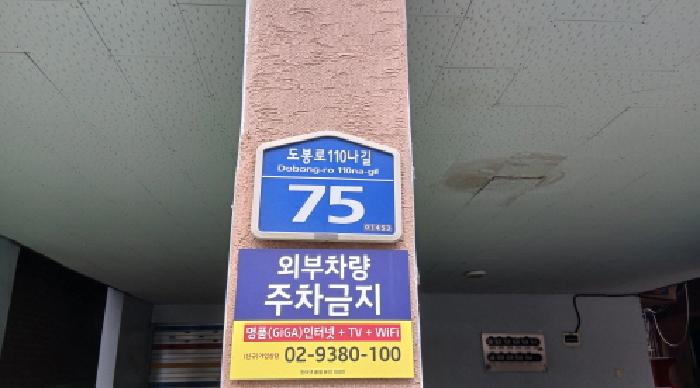 도봉로110나길
Dobong-ro 110na-gil
75
01453
외부차량
주차금지
명품(GiGA)인터넷 + TV + WiFi
02-9380-100